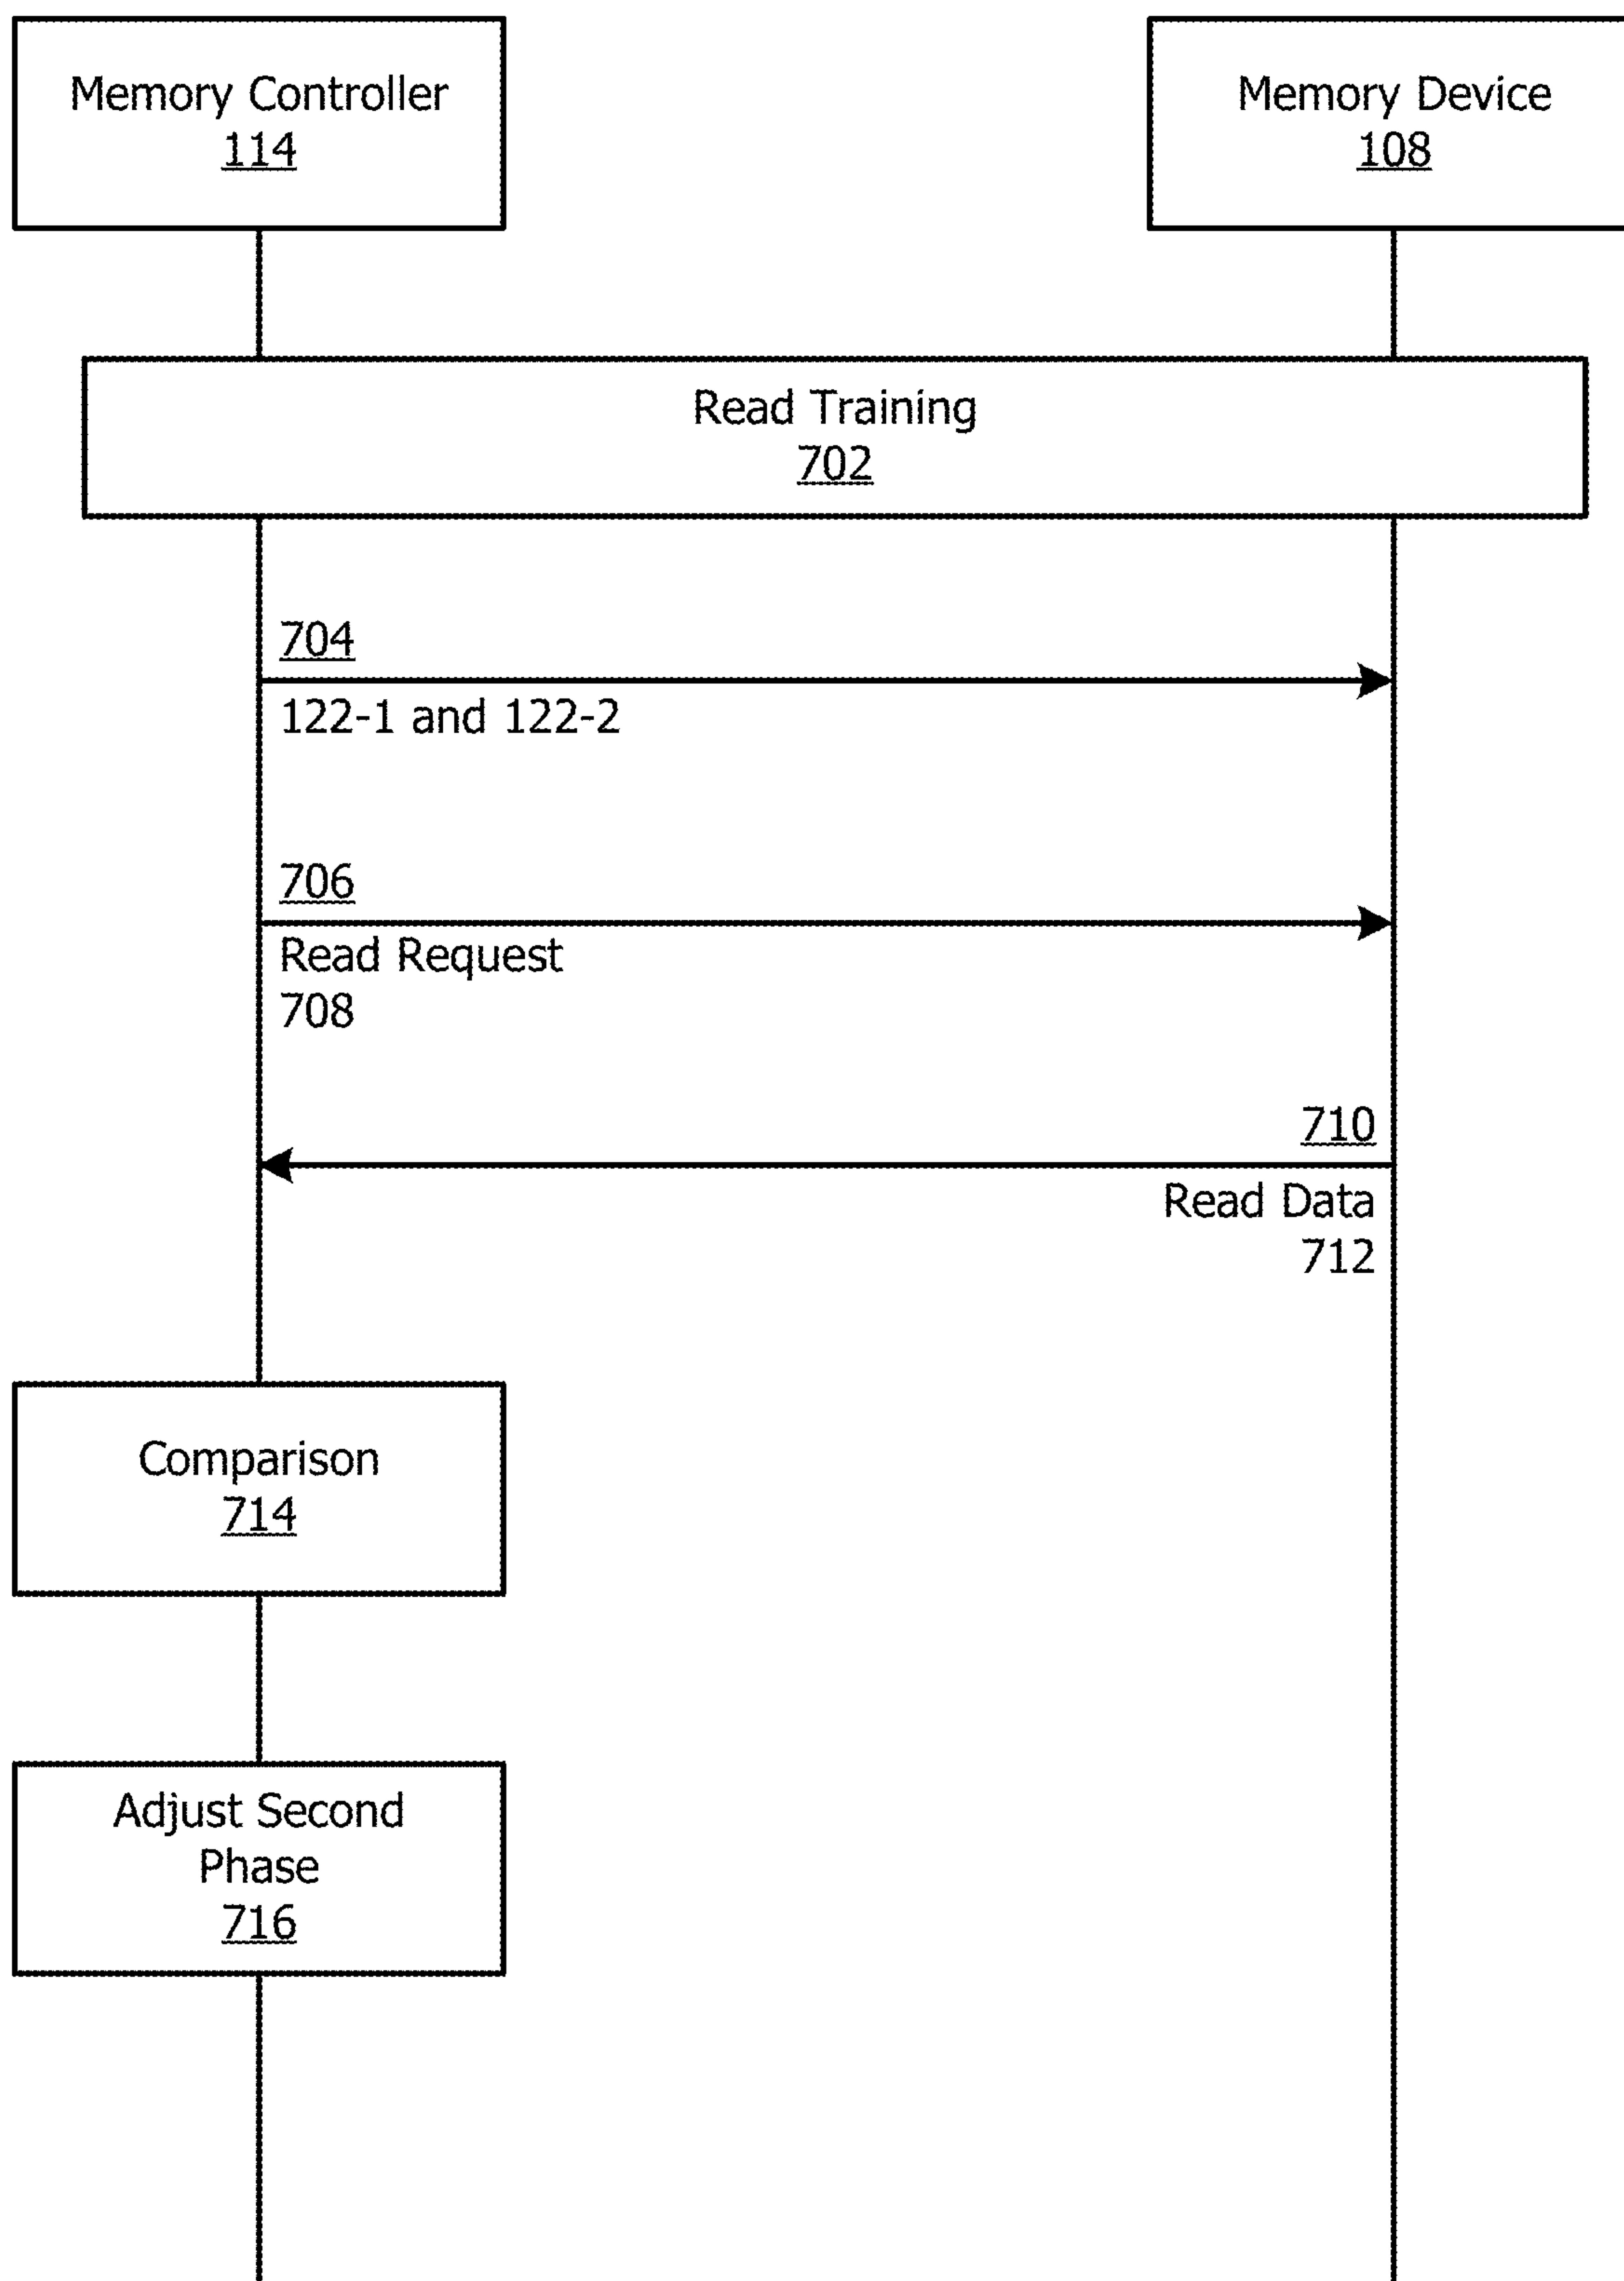 Memory Controller
114
Memory Device
108
Read Training
702
704
122-1 and 122-2
706
Read Request
708
710
Read Data
712
Comparison
714
Adjust Second
Phase
716